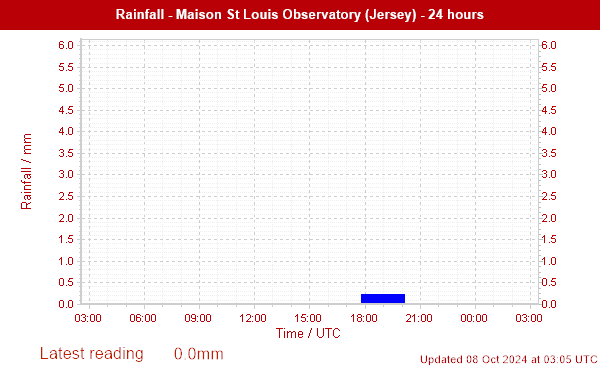 Rainfall - Maison St Louis Observatory (Jersey) - 24 hours
6.0 6.0
5.5 5.5
5.0 5.0
4.5 4.5
4.0 4.0
3.5 3.5
3.0 3.0
2.5 2.5
2.0 2.0
1.5 1.5
1.0 1.0
0.5 0.5
0.0 0.0
Rainfall / mm
03:00 06:00 09:00 12:00 15:00 18:00 21:00 00:00 03:00
Time / UTC
Latest reading 0.0mm
Updated 08 Oct 2024 at 03:05 UTC